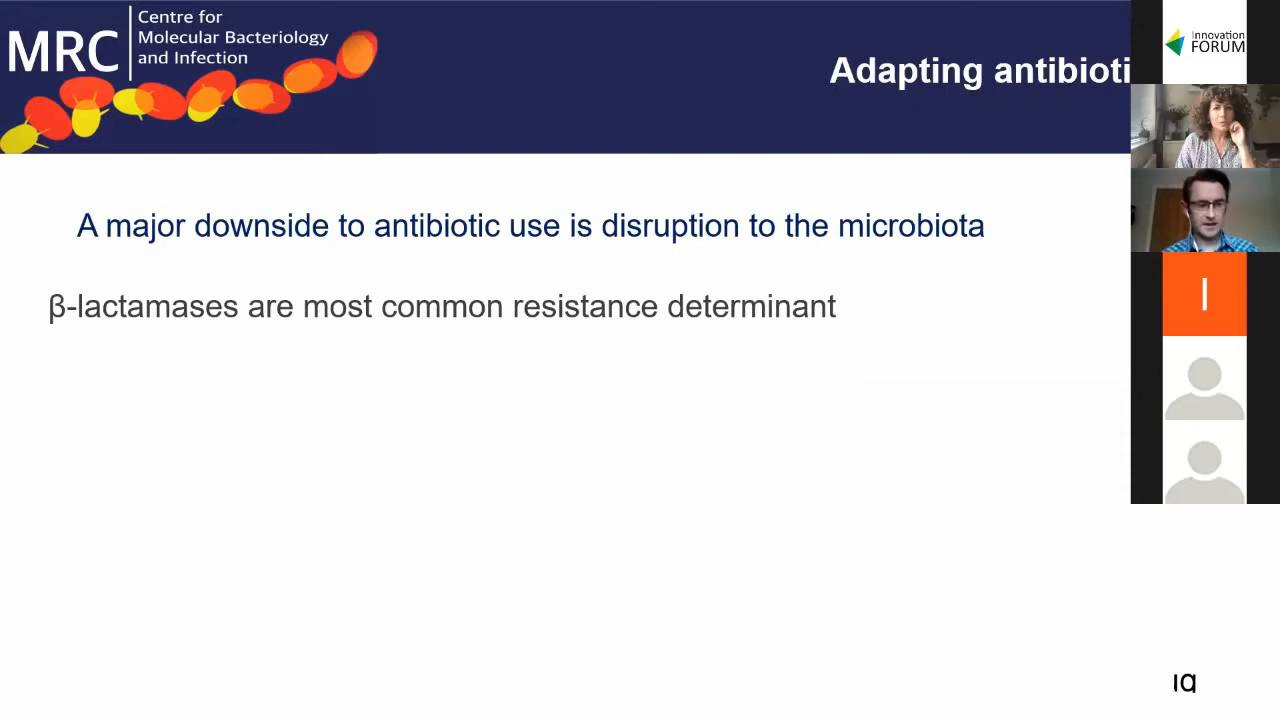 MRC
Centre for
Molecular Bacteriology
and Infection
Adapting antibioti
Innovation
FORUM
A major downside to antibiotic use is disruption to the microbiota
β-lactamases are most common resistance determinant
I